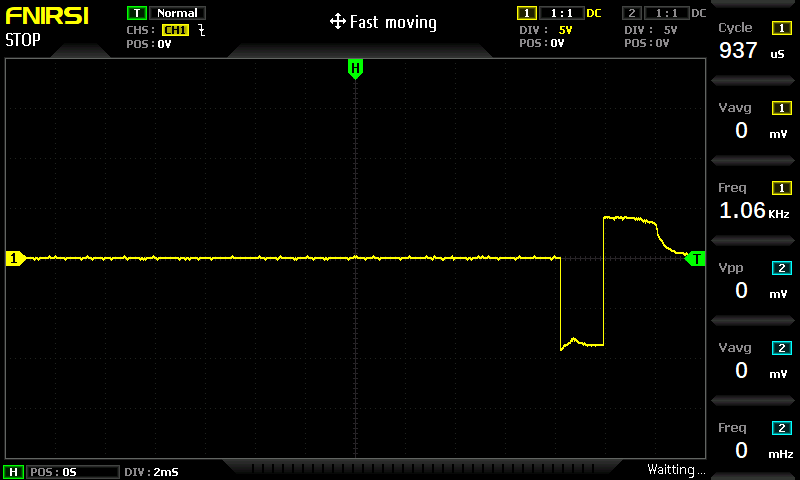 FNIRSI
STOP
T Normal
CHS: CH1
POS: 0V
Fast moving
1 1:1 DC
DIV: 5V
POS: 0V
2 1:1 DC
DIV: 5V
POS: 0V
H
1
T
Cycle 1
937 uS
Vavg 1
0 mV
Freq 1
1.06 KHz
Vpp 2
0 mV
Vavg 2
0 mV
Freq 2
0 mHz
H POS: 0S DIV: 2mS
Waitting...